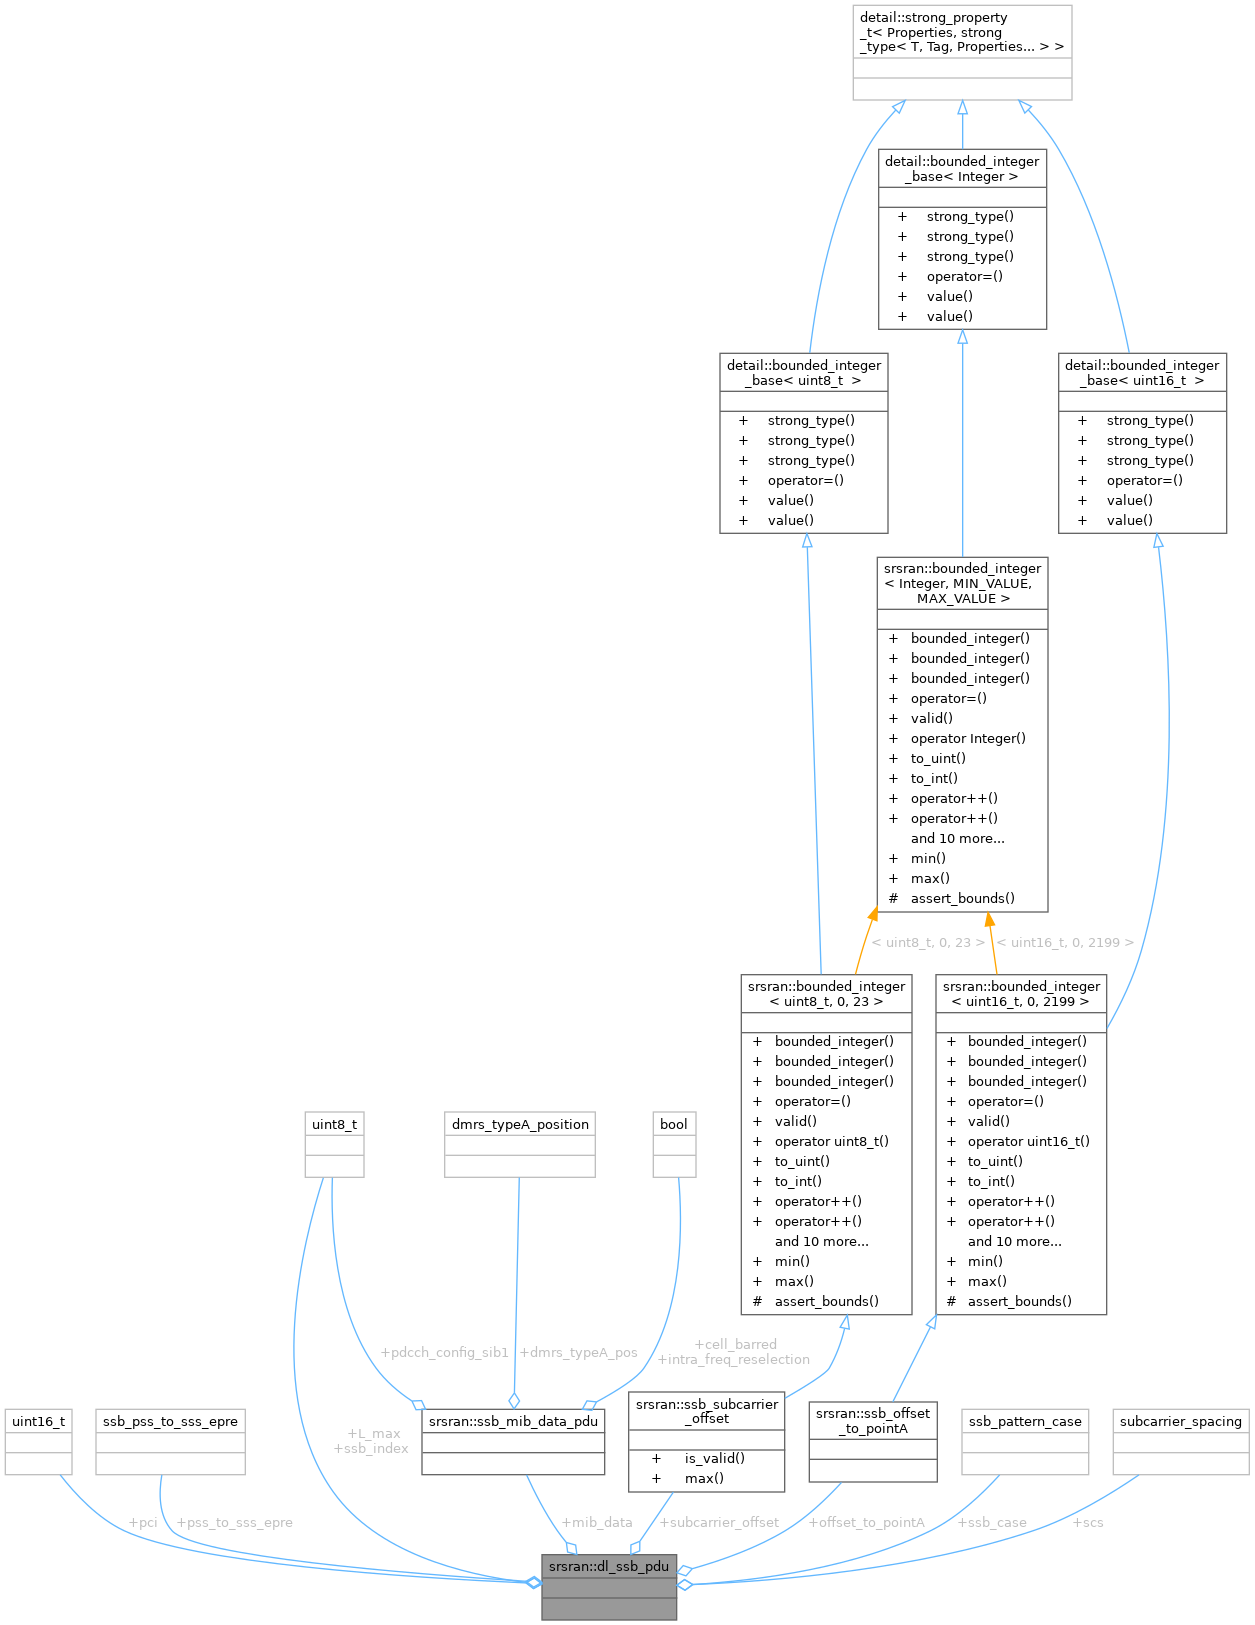 detail::strong_property
_t< Properties, strong
_type< T, Tag, Properties... > >
detail::bounded_integer
_base< Integer >
+ strong_type()
+ strong_type()
+ strong_type()
+ operator=()
+ value()
+ value()
detail::bounded_integer
_base< uint8_t >
+ strong_type()
+ strong_type()
+ strong_type()
+ operator=()
+ value()
+ value()
detail::bounded_integer
_base< uint16_t >
+ strong_type()
+ strong_type()
+ strong_type()
+ operator=()
+ value()
+ value()
srsran::bounded_integer
< Integer, MIN_VALUE,
MAX_VALUE >
+ bounded_integer()
+ bounded_integer()
+ bounded_integer()
+ operator=()
+ valid()
+ operator Integer()
+ to_uint()
+ to_int()
+ operator++()
+ operator++()
and 10 more...
+ min()
+ max()
# assert_bounds()
< uint8_t, 0, 23 >
< uint16_t, 0, 2199 >
srsran::bounded_integer
< uint8_t, 0, 23 >
+ bounded_integer()
+ bounded_integer()
+ bounded_integer()
+ operator=()
+ valid()
+ operator uint8_t()
+ to_uint()
+ to_int()
+ operator++()
+ operator++()
and 10 more...
+ min()
+ max()
# assert_bounds()
srsran::bounded_integer
< uint16_t, 0, 2199 >
+ bounded_integer()
+ bounded_integer()
+ bounded_integer()
+ operator=()
+ valid()
+ operator uint16_t()
+ to_uint()
+ to_int()
+ operator++()
+ operator++()
and 10 more...
+ min()
+ max()
# assert_bounds()
uint8_t
dmrs_typeA_position
bool
+pdcch_config_sib1
+dmrs_typeA_pos
+cell_barred
+intra_freq_reselection
uint16_t
ssb_pss_to_sss_epre
+L_max
+ssb_index
srsran::ssb_mib_data_pdu
srsran::ssb_subcarrier
_offset
+ is_valid()
+ max()
srsran::ssb_offset
_to_pointA
ssb_pattern_case
subcarrier_spacing
+pci
+pss_to_sss_epre
+mib_data
+subcarrier_offset
+offset_to_pointA
+ssb_case
+scs
srsran::dl_ssb_pdu